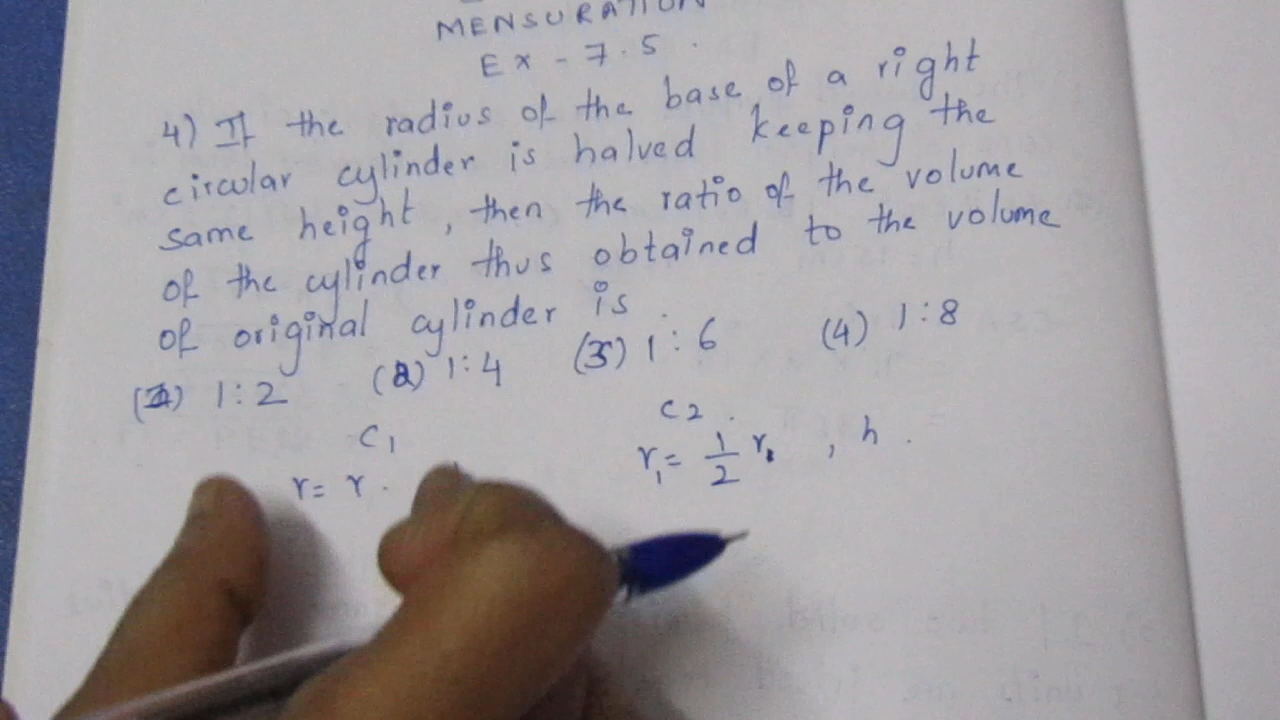 MENSURATION
Ex - 7.5.
4) If the radius of the base of a right
circular cylinder is halved keeping the
same height, then the ratio of the volume
of the cylinder thus obtained to the volume
of original cylinder is.
(1) 1:2 (2) 1:4 (3) 1:6 (4) 1:8
C1 C2.
r = r. r1 = 1/2 r, h.